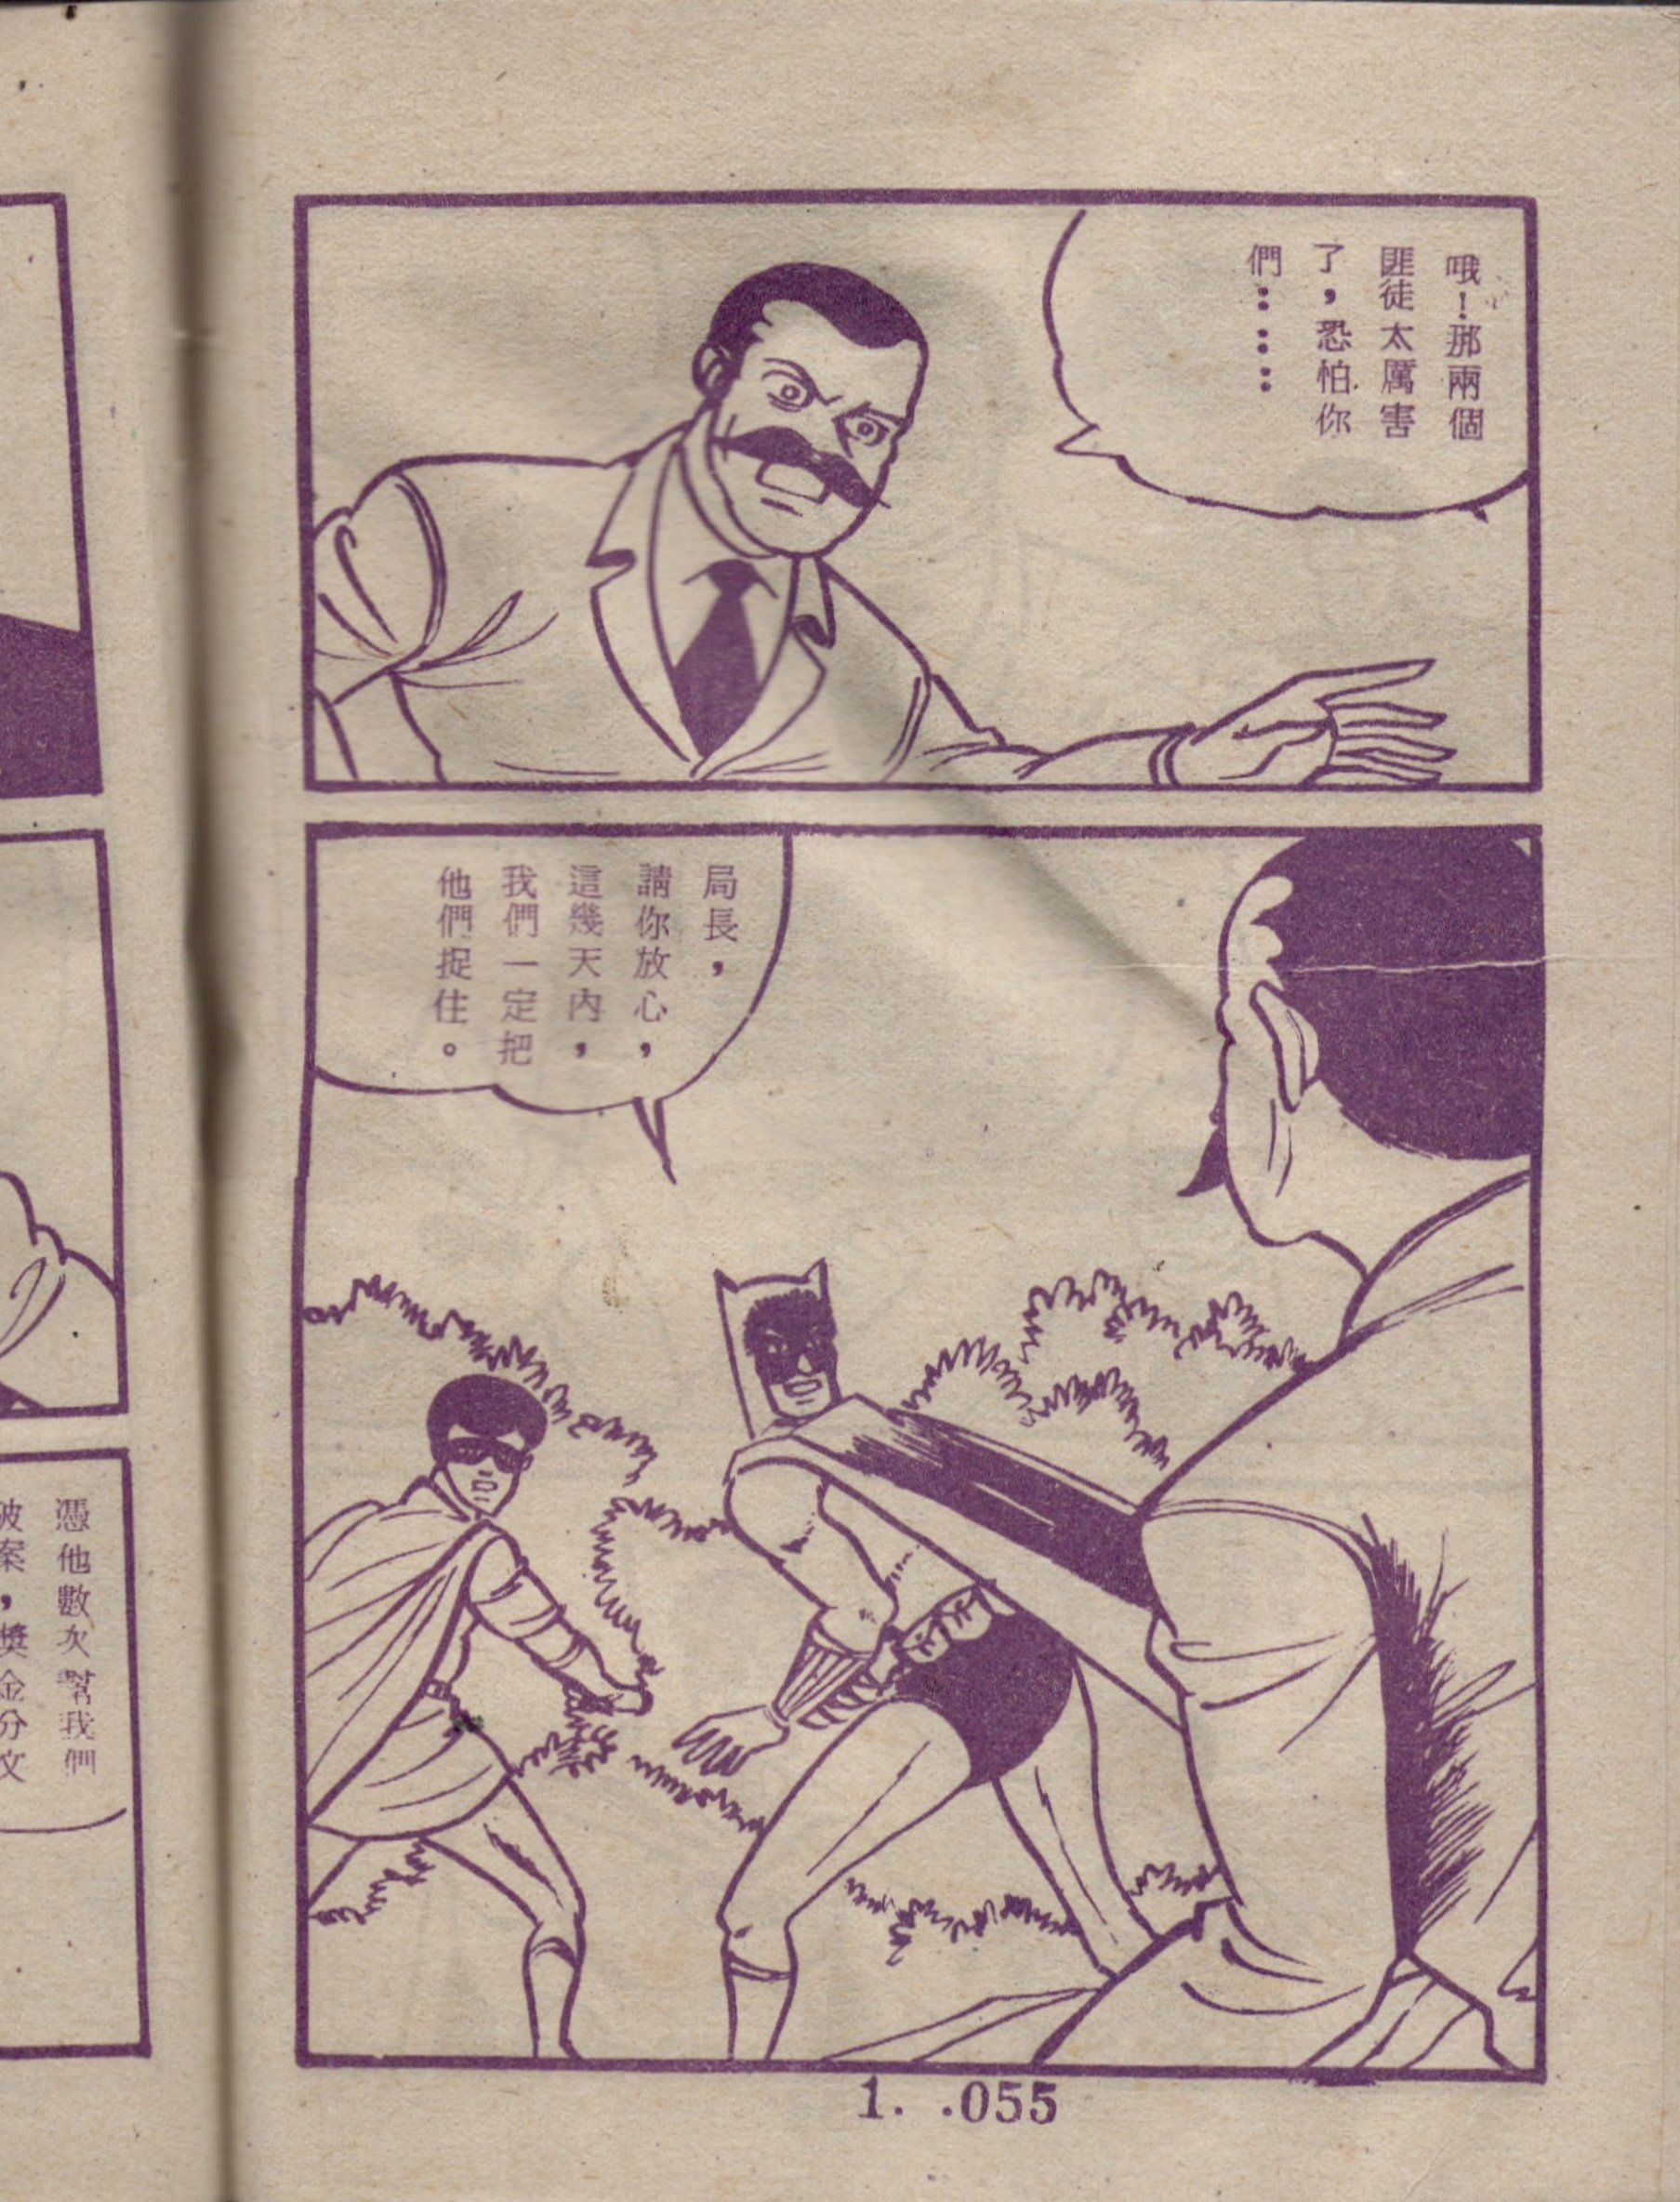 哦！那兩個
匪徒太厲害
了，恐怕你
們……
局長，
請你放心，
這幾天內，
我們一定把
他們捉住。
憑他數次幫我們
破案，獎金分文
1. .055